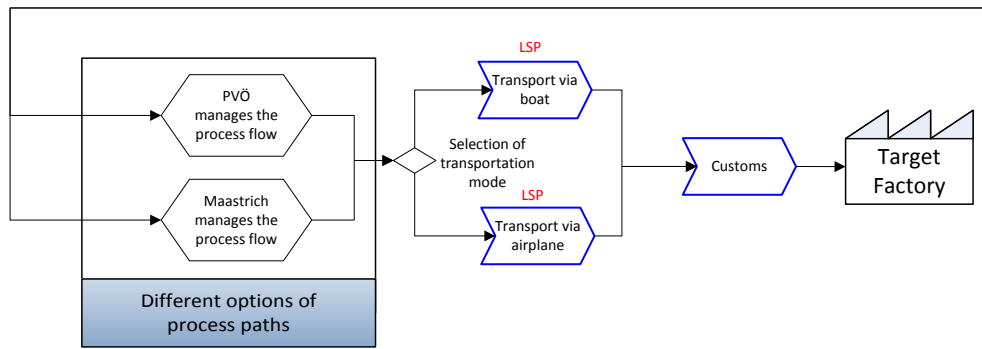 PVÖ
manages the
process flow
Maastrich
manages the
process flow
Different options of
process paths
Selection of
transportation
mode
LSP
Transport via
boat
LSP
Transport via
airplane
Customs
Target
Factory